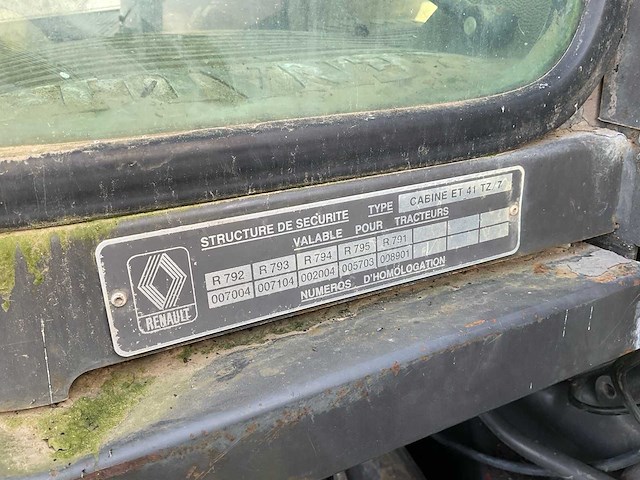 STRUCTURE DE SÉCURITÉ TYPE CABINE ET 41 TZ/7
VALABLE POUR TRACTEURS
R 792 R 793 R 794 R 795 R 791
007004 007104 002004 005703 008901
NUMEROS D'HOMOLOGATION
RENAULT